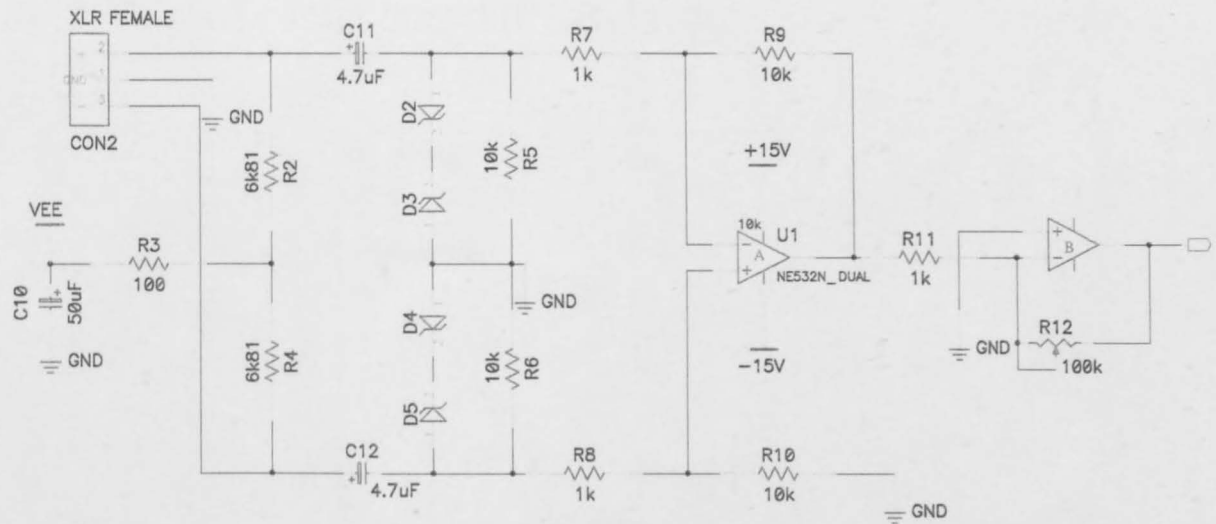 XLR FEMALE
+ 2
GND 1
- 3
CON2
GND
C11
4.7uF
R7
1k
R9
10k
D2
D3
6k81
R2
10k
R5
+15V
VEE
R3
100
10k
U1
A
NE532N_DUAL
R11
1k
B
C10
50uF
GND
GND
D4
D5
6k81
R4
10k
R6
-15V
GND
R12
100k
C12
4.7uF
R8
1k
R10
10k
GND